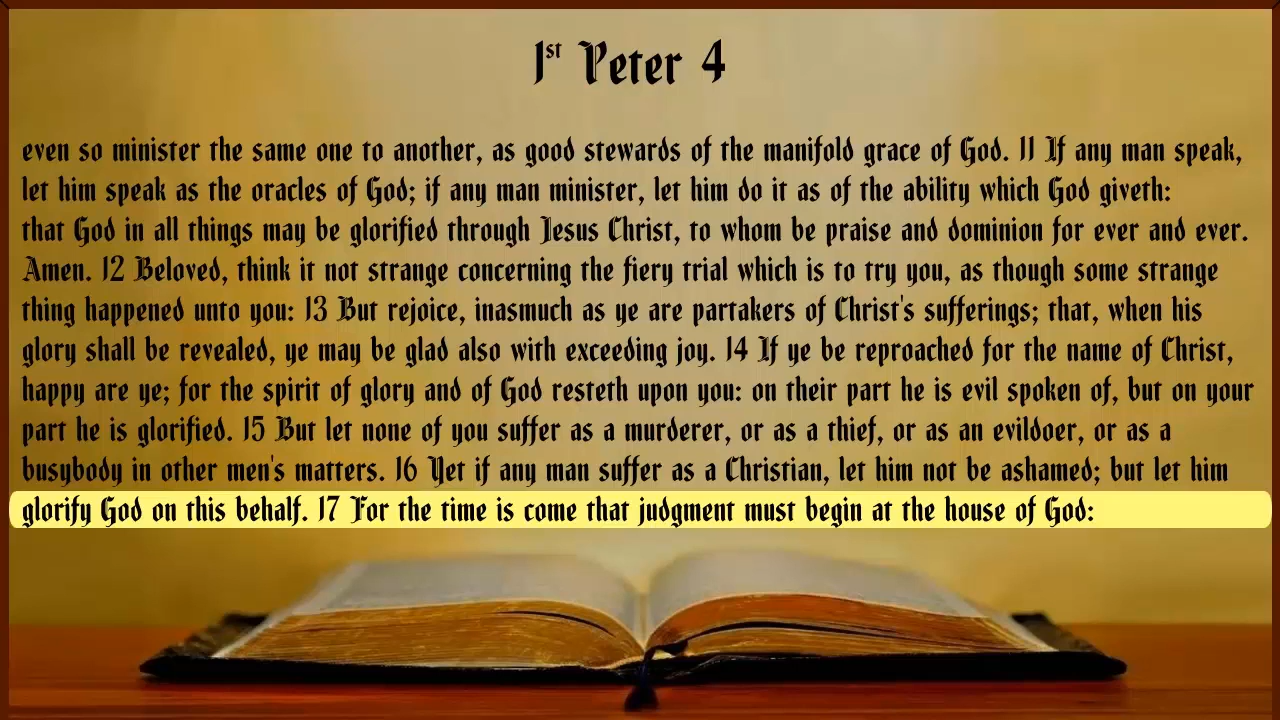 1st Peter 4
even so minister the same one to another, as good stewards of the manifold grace of God. 11 If any man speak,
let him speak as the oracles of God; if any man minister, let him do it as of the ability which God giveth:
that God in all things may be glorified through Jesus Christ, to whom be praise and dominion for ever and ever.
Amen. 12 Beloved, think it not strange concerning the fiery trial which is to try you, as though some strange
thing happened unto you: 13 But rejoice, inasmuch as ye are partakers of Christ's sufferings; that, when his
glory shall be revealed, ye may be glad also with exceeding joy. 14 If ye be reproached for the name of Christ,
happy are ye; for the spirit of glory and of God resteth upon you: on their part he is evil spoken of, but on your
part he is glorified. 15 But let none of you suffer as a murderer, or as a thief, or as an evildoer, or as a
busybody in other men's matters. 16 Yet if any man suffer as a Christian, let him not be ashamed; but let him
glorify God on this behalf. 17 For the time is come that judgment must begin at the house of God: